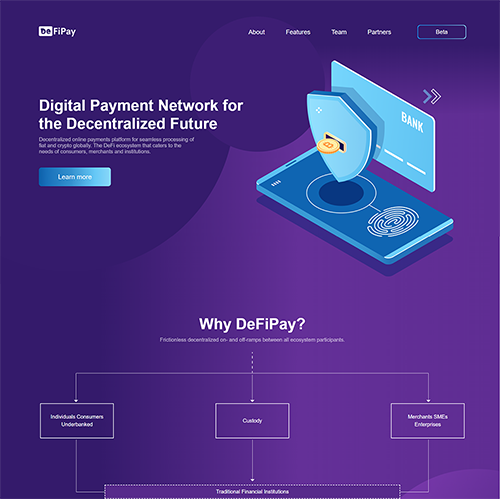 DeFiPay
About Features Team Partners Beta
Digital Payment Network for
the Decentralized Future
Decentralized online payments platform for seamless processing of
fiat and crypto globally. The DeFi ecosystem that caters to the
needs of consumers, merchants and institutions.
Learn more
BANK
Why DeFiPay?
Frictionless decentralized on- and off-ramps between all ecosystem participants.
Individuals Consumers
Underbanked
Custody
Merchants SMEs
Enterprises
Traditional Financial Institutions